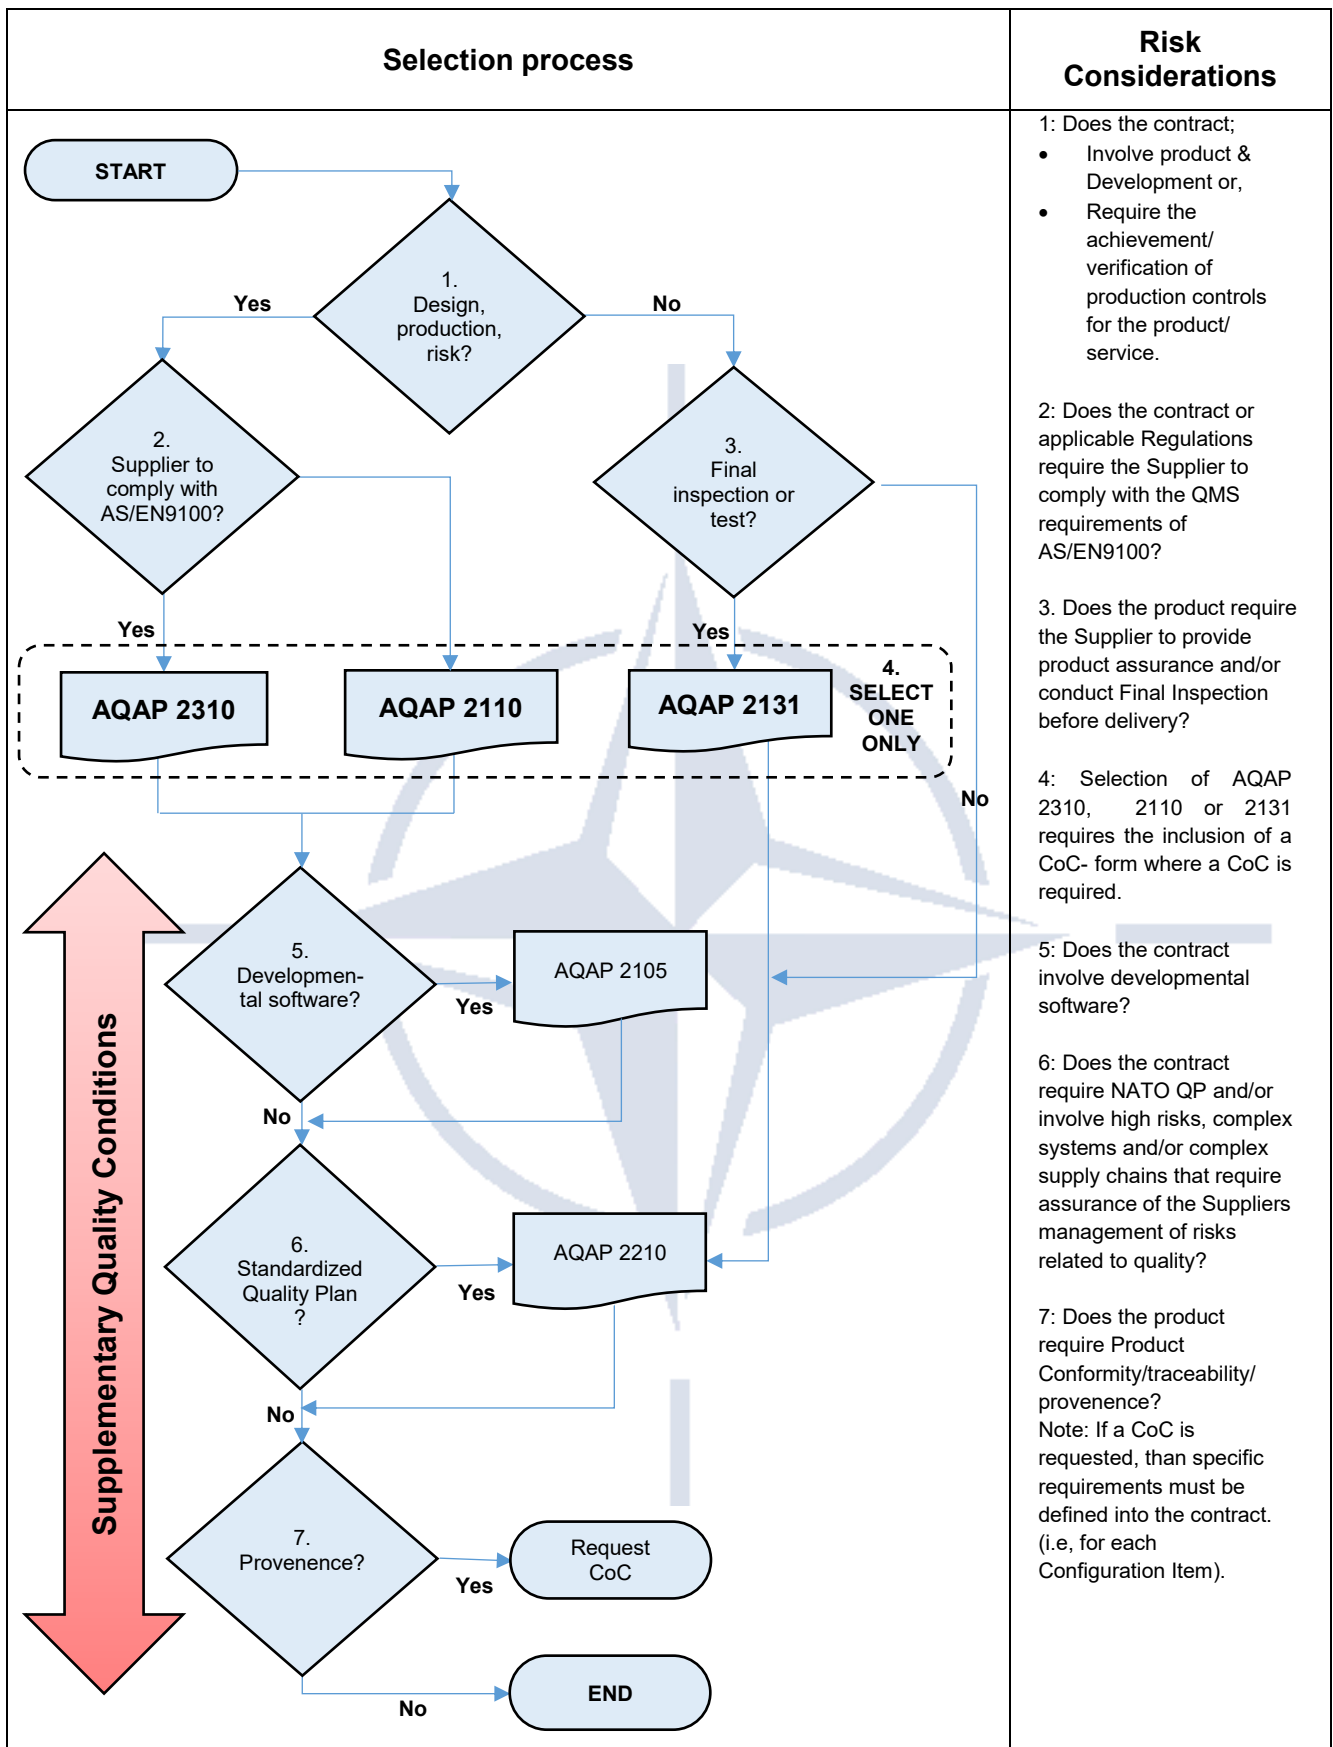 Selection process
Risk
Considerations
START
1.
Design,
production,
risk?
Yes
No
2.
Supplier to
comply with
AS/EN9100?
3.
Final
inspection or
test?
Yes
Yes
AQAP 2310
AQAP 2110
AQAP 2131
4.
SELECT
ONE
ONLY
No
5.
Developmen-
tal software?
Yes
AQAP 2105
No
6.
Standardized
Quality Plan
?
Yes
AQAP 2210
No
7.
Provenence?
Yes
Request
CoC
No
END
Supplementary Quality Conditions
1: Does the contract;
• Involve product &
Development or,
• Require the
achievement/
verification of
production controls
for the product/
service.
2: Does the contract or
applicable Regulations
require the Supplier to
comply with the QMS
requirements of
AS/EN9100?
3. Does the product require
the Supplier to provide
product assurance and/or
conduct Final Inspection
before delivery?
4: Selection of AQAP
2310, 2110 or 2131
requires the inclusion of a
CoC- form where a CoC is
required.
5: Does the contract
involve developmental
software?
6: Does the contract
require NATO QP and/or
involve high risks, complex
systems and/or complex
supply chains that require
assurance of the Suppliers
management of risks
related to quality?
7: Does the product
require Product
Conformity/traceability/
provenence?
Note: If a CoC is
requested, than specific
requirements must be
defined into the contract.
(i.e, for each
Configuration Item).